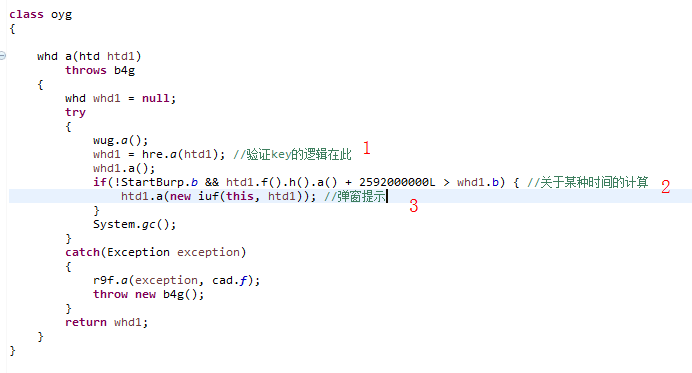 class oyg
{
whd a(htd htd1)
throws b4g
{
whd whd1 = null;
try
{
wug.a();
whd1 = hre.a(htd1); //验证key的逻辑在此 1
whd1.a();
if(!StartBurp.b && htd1.f().h().a() + 2592000000L > whd1.b) { //关于某种时间的计算 2
htd1.a(new iuf(this, htd1)); //弹窗提示 3
}
System.gc();
}
catch(Exception exception)
{
r9f.a(exception, cad.f);
throw new b4g();
}
return whd1;
}
}